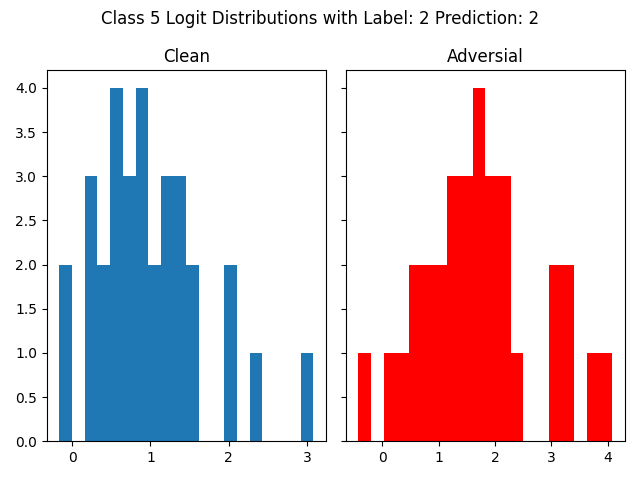 Class 5 Logit Distributions with Label: 2 Prediction: 2
Clean
Adversial
4.0
3.5
3.0
2.5
2.0
1.5
1.0
0.5
0.0
0 1 2 3
0 1 2 3 4